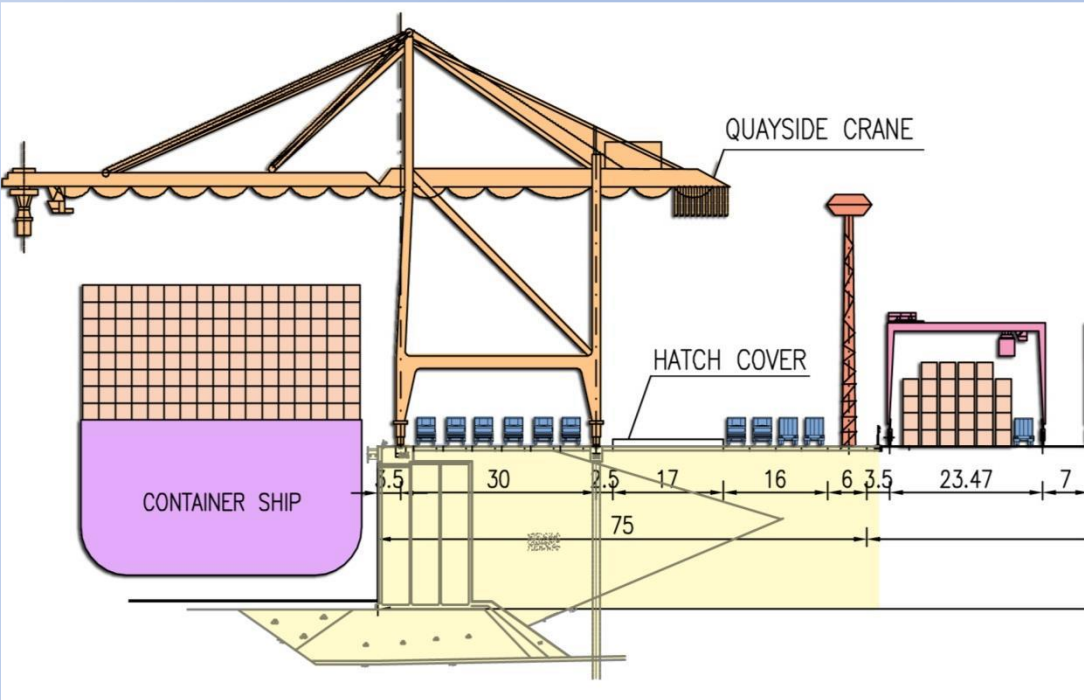 QUAYSIDE CRANE
HATCH COVER
CONTAINER SHIP
3.5 30 2.5 17 16 6 3.5 23.47 7
75